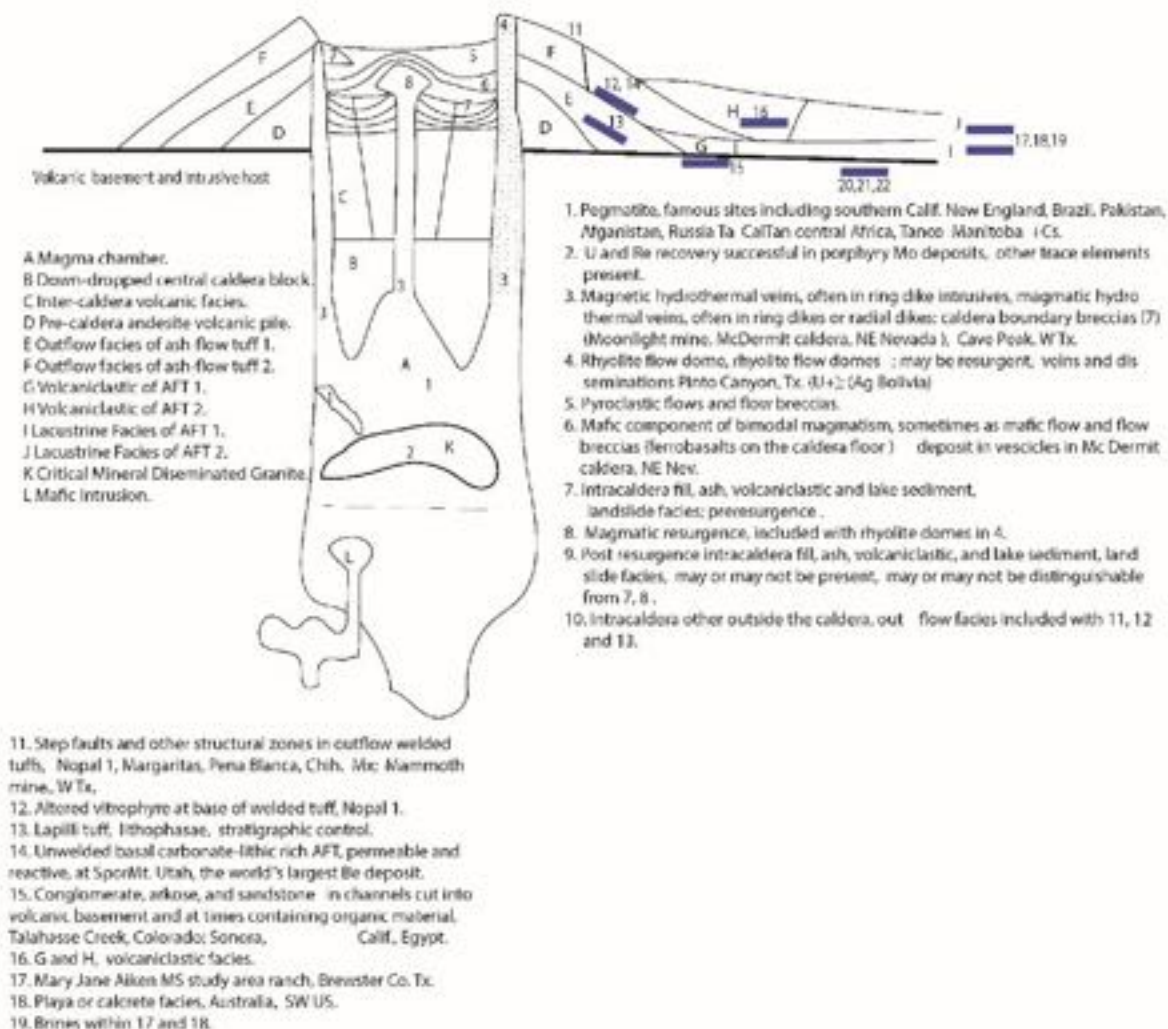 4
11
F
7
5
F
12, 14
8
6
E
E
7
H 16
13
D
D
J
17,18,19
G
I
15
Volcanic basement and intrusive host
20,21,22
C
B
3
3
3
A
1
2
K
L
A Magma chamber.
B Down-dropped central caldera block.
C Inter-caldera volcanic facies.
D Pre-caldera andesite volcanic pile.
E Outflow facies of ash-flow tuff 1.
F Outflow facies of ash-flow tuff 2.
G Volcaniclastic of AFT 1.
H Volcaniclastic of AFT 2.
I Lacustrine Facies of AFT 1.
J Lacustrine Facies of AFT 2.
K Critical Mineral Diseminated Granite.
L Mafic Intrusion.
1. Pegmatite, famous sites including southern Calif. New England, Brazil, Pakistan,
Afganistan, Russia Ta CalTan central Africa, Tanco Manitoba Cs.
2. U and Re recovery successful in porphyry Mo deposits, other trace elements
present.
3. Magnetic hydrothermal veins, often in ring dike intrusives, magmatic hydro
thermal veins, often in ring dikes or radial dikes; caldera boundary breccias (7)
(Moonlight mine, McDermit caldera, NE Nevada ), Cave Peak, W Tx.
4. Rhyolite flow dome, rhyolite flow domes ; may be resurgent, veins and dis
seminations Pinto Canyon, Tx. (U+); (Ag Bolivia)
5. Pyroclastic flows and flow breccias.
6. Mafic component of bimodal magmatism, sometimes as mafic flow and flow
breccias (ferrobasalts on the caldera floor ) deposit in vescicles in Mc Dermit
caldera, NE Nev.
7. Intracaldera fill, ash, volcaniclastic and lake sediment,
landslide facies; preresurgence .
8. Magmatic resurgence, included with rhyolite domes in 4.
9. Post resurgence intracaldera fill, ash, volcaniclastic, and lake sediment, land
slide facies, may or may not be present, may or may not be distinguishable
from 7, 8 .
10. Intracaldera other outside the caldera, out flow facies included with 11, 12
and 13.
11. Step faults and other structural zones in outflow welded
tuffs, Nopal 1, Margaritas, Pena Blanca, Chih. Mx; Mammoth
mine, W Tx.
12. Altered vitrophyre at base of welded tuff, Nopal 1.
13. Lapilli tuff, lithophasae, stratigraphic control.
14. Unwelded basal carbonate-lithic rich AFT, permeable and
reactive, at SporMt. Utah, the world's largest Be deposit.
15. Conglomerate, arkose, and sandstone in channels cut into
volcanic basement and at times containing organic material,
Talahasse Creek, Colorado; Sonora, Calif., Egypt.
16. G and H, volcaniclastic facies.
17. Mary Jane Aiken MS study area ranch, Brewster Co. Tx.
18. Playa or calcrete facies, Australia, SW US.
19. Brines within 17 and 18.